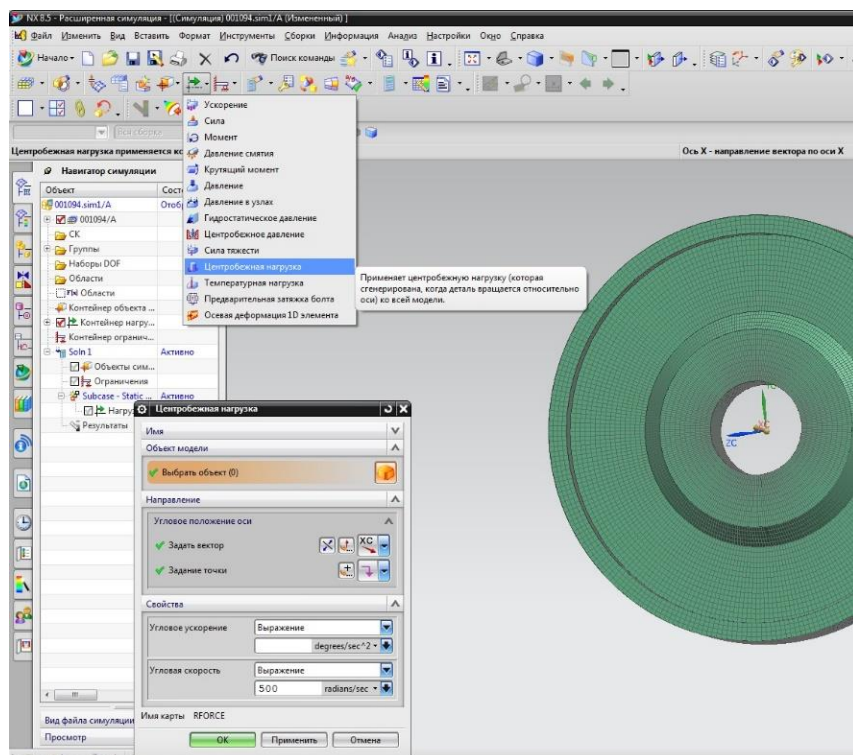 NX 8.5 - Расширенная симуляция - [(Симуляция) 001094.sim1/A (Измененный) ]
Файл Изменить Вид Вставить Формат Инструменты Сборки Информация Анализ Настройки Окно Справка
Начало Поиск команды
Вся сборка
Центробежная нагрузка применяется ко
Ось X - направление вектора по оси X
Навигатор симуляции
Объект
001094.sim1/A
001094/A
СК
Группы
Наборы DOF
Области
Области
Контейнер объекта ...
Контейнер нагру...
Контейнер огранич...
Soln 1 Активно
Объекты сим...
Ограничения
Subcase - Static ... Активно
Результаты
Ускорение
Сила
Момент
Давление смятия
Крутящий момент
Давление
Давление в узлах
Гидростатическое давление
Центробежное давление
Сила тяжести
Центробежная нагрузка
Температурная нагрузка
Предварительная затяжка болта
Осевая деформация 1D элемента
Применяет центробежную нагрузку (которая
сгенерирована, когда деталь вращается относительно
оси) ко всей модели.
ZC
XC
Центробежная нагрузка
Имя
Объект модели
Выбрать объект (0)
Направление
Угловое положение оси
Задать вектор XC
Задание точки
Свойства
Угловое ускорение Выражение
degrees/sec^2
Угловая скорость Выражение
500 radians/sec
Имя карты RFORCE
OK Применить Отмена
Вид файла симуляции
Просмотр